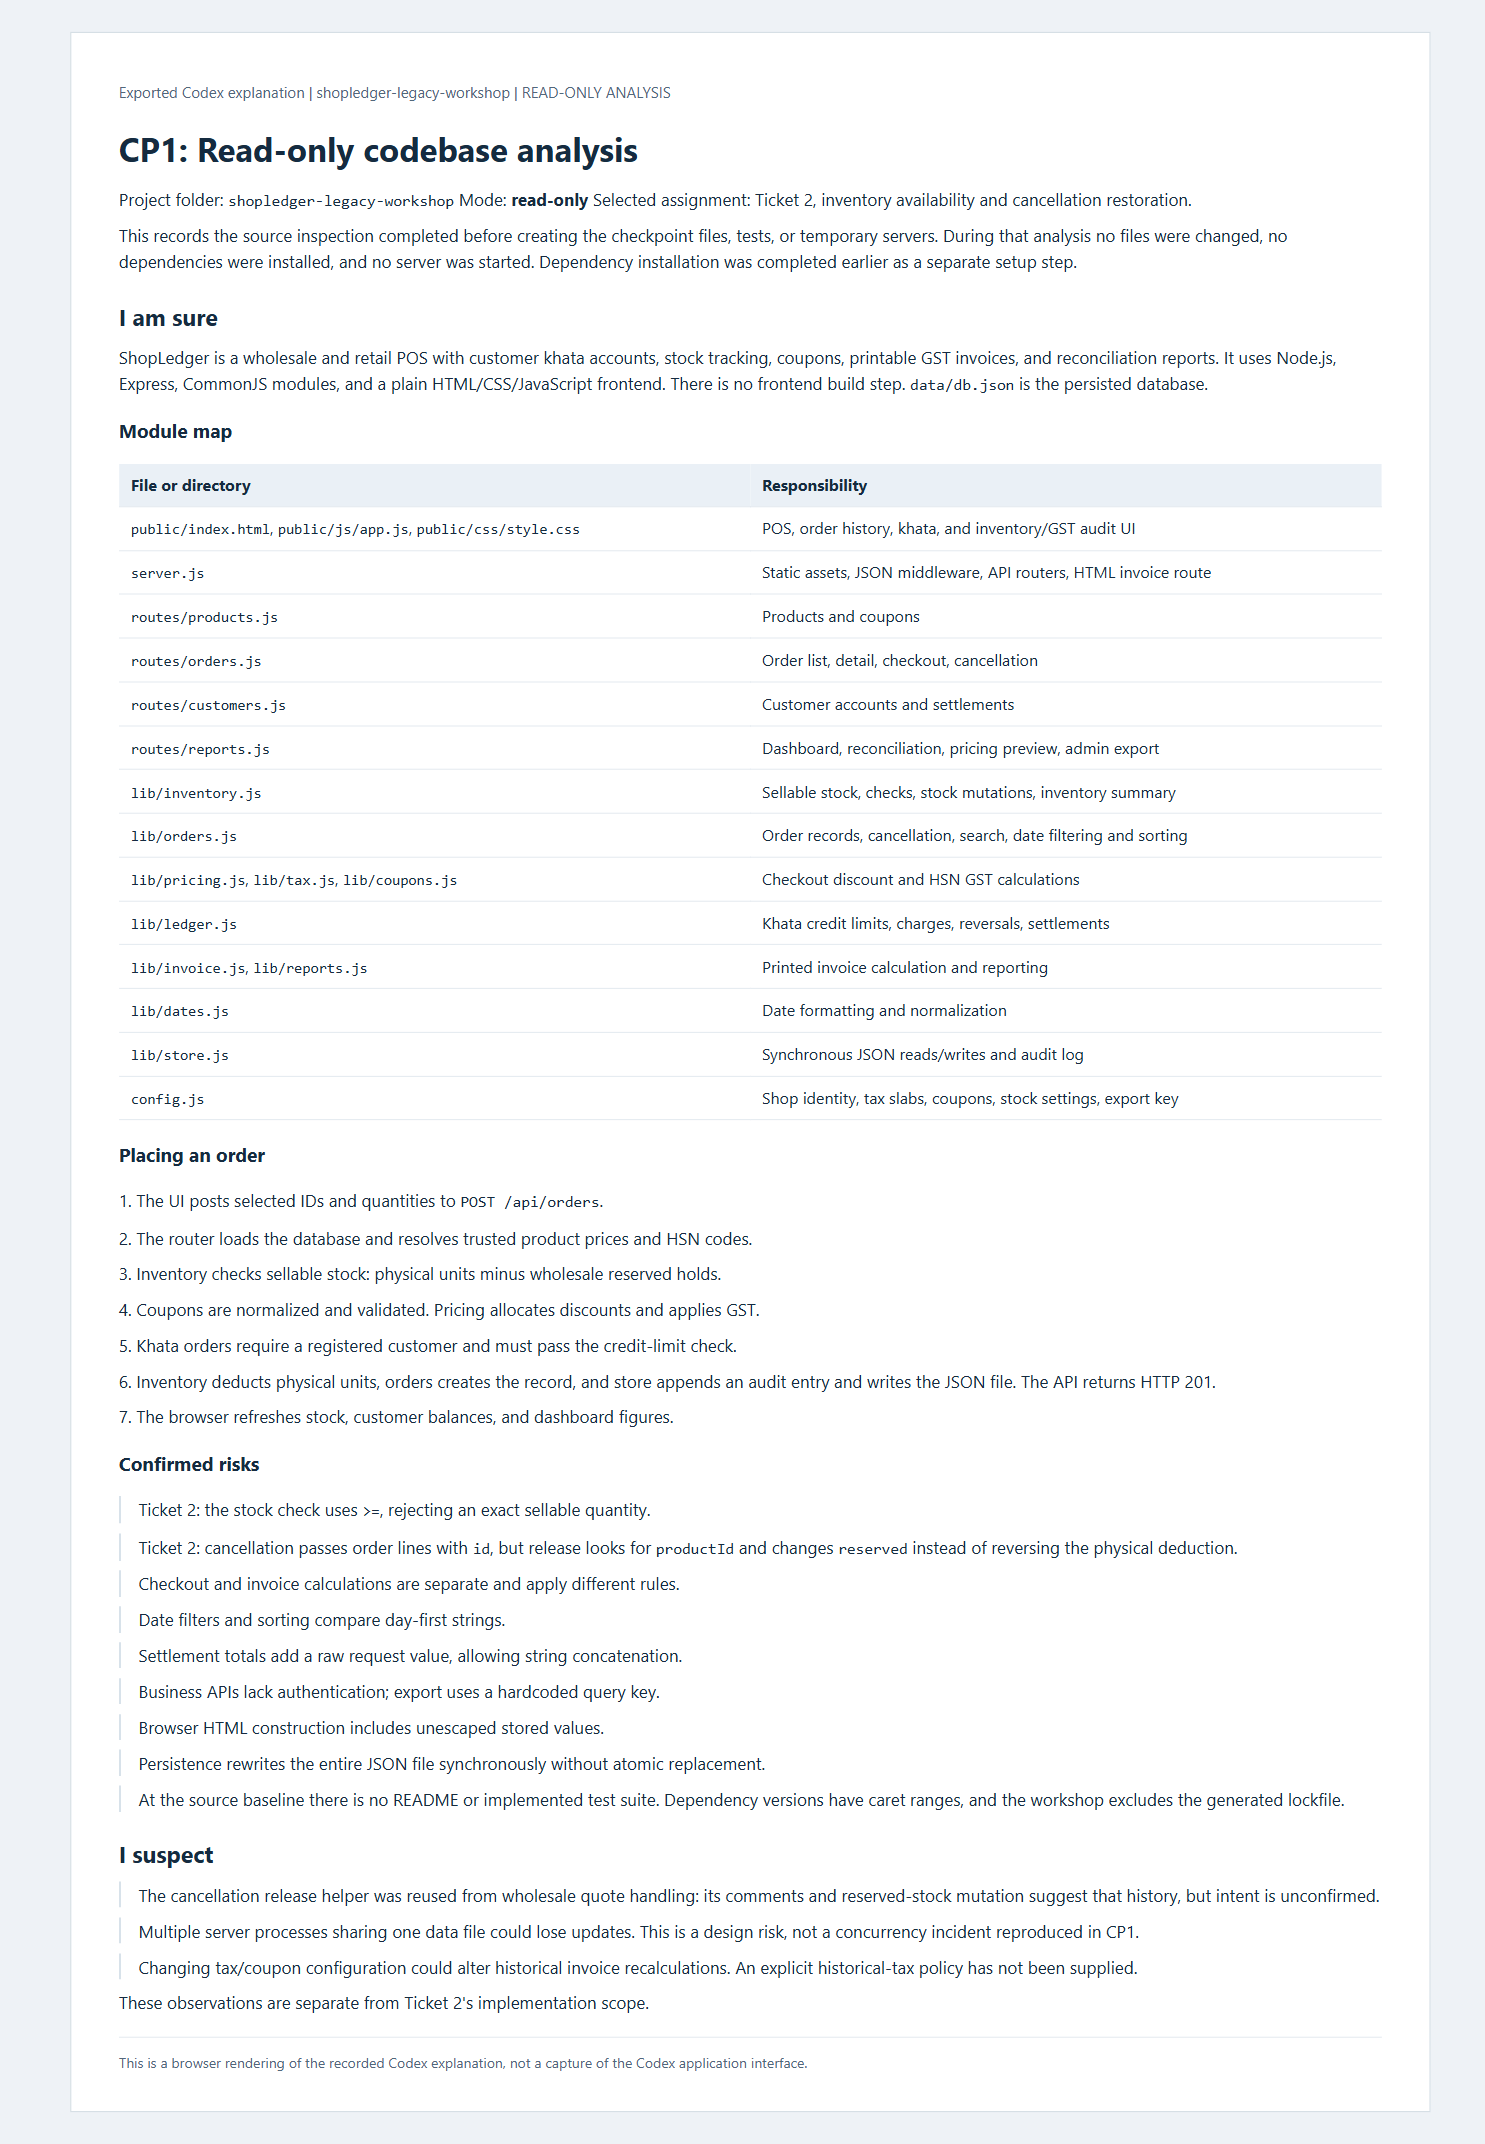 Exported Codex explanation | shopledger-legacy-workshop | READ-ONLY ANALYSIS
CP1: Read-only codebase analysis
Project folder: shopledger-legacy-workshop Mode: read-only Selected assignment: Ticket 2, inventory availability and cancellation restoration.
This records the source inspection completed before creating the checkpoint files, tests, or temporary servers. During that analysis no files were changed, no
dependencies were installed, and no server was started. Dependency installation was completed earlier as a separate setup step.
I am sure
ShopLedger is a wholesale and retail POS with customer khata accounts, stock tracking, coupons, printable GST invoices, and reconciliation reports. It uses Node.js,
Express, CommonJS modules, and a plain HTML/CSS/JavaScript frontend. There is no frontend build step. data/db.json is the persisted database.
Module map
File or directory Responsibility
public/index.html, public/js/app.js, public/css/style.css POS, order history, khata, and inventory/GST audit UI
server.js Static assets, JSON middleware, API routers, HTML invoice route
routes/products.js Products and coupons
routes/orders.js Order list, detail, checkout, cancellation
routes/customers.js Customer accounts and settlements
routes/reports.js Dashboard, reconciliation, pricing preview, admin export
lib/inventory.js Sellable stock, checks, stock mutations, inventory summary
lib/orders.js Order records, cancellation, search, date filtering and sorting
lib/pricing.js, lib/tax.js, lib/coupons.js Checkout discount and HSN GST calculations
lib/ledger.js Khata credit limits, charges, reversals, settlements
lib/invoice.js, lib/reports.js Printed invoice calculation and reporting
lib/dates.js Date formatting and normalization
lib/store.js Synchronous JSON reads/writes and audit log
config.js Shop identity, tax slabs, coupons, stock settings, export key
Placing an order
1. The UI posts selected IDs and quantities to POST /api/orders.
2. The router loads the database and resolves trusted product prices and HSN codes.
3. Inventory checks sellable stock: physical units minus wholesale reserved holds.
4. Coupons are normalized and validated. Pricing allocates discounts and applies GST.
5. Khata orders require a registered customer and must pass the credit-limit check.
6. Inventory deducts physical units, orders creates the record, and store appends an audit entry and writes the JSON file. The API returns HTTP 201.
7. The browser refreshes stock, customer balances, and dashboard figures.
Confirmed risks
Ticket 2: the stock check uses >=, rejecting an exact sellable quantity.
Ticket 2: cancellation passes order lines with id, but release looks for productId and changes reserved instead of reversing the physical deduction.
Checkout and invoice calculations are separate and apply different rules.
Date filters and sorting compare day-first strings.
Settlement totals add a raw request value, allowing string concatenation.
Business APIs lack authentication; export uses a hardcoded query key.
Browser HTML construction includes unescaped stored values.
Persistence rewrites the entire JSON file synchronously without atomic replacement.
At the source baseline there is no README or implemented test suite. Dependency versions have caret ranges, and the workshop excludes the generated lockfile.
I suspect
The cancellation release helper was reused from wholesale quote handling: its comments and reserved-stock mutation suggest that history, but intent is unconfirmed.
Multiple server processes sharing one data file could lose updates. This is a design risk, not a concurrency incident reproduced in CP1.
Changing tax/coupon configuration could alter historical invoice recalculations. An explicit historical-tax policy has not been supplied.
These observations are separate from Ticket 2's implementation scope.
This is a browser rendering of the recorded Codex explanation, not a capture of the Codex application interface.